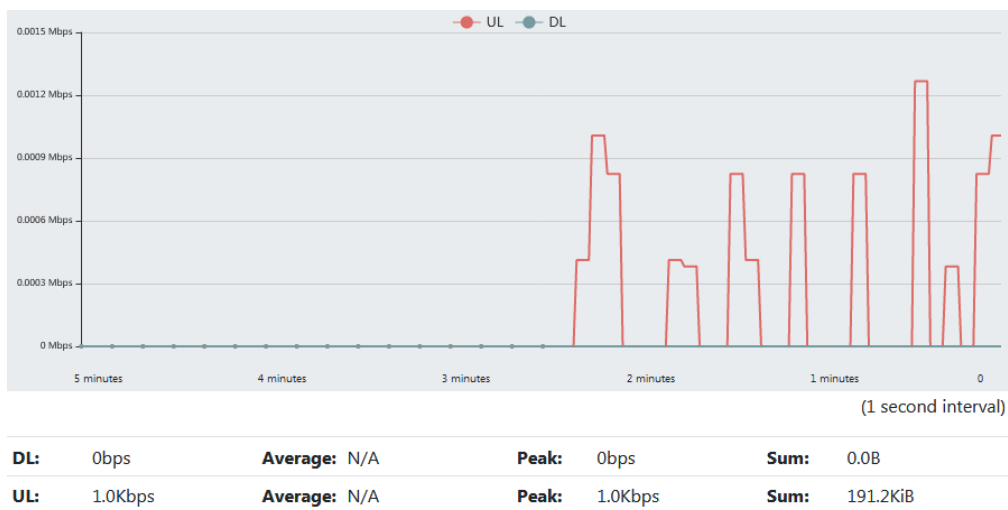 UL DL
0.0015 Mbps
0.0012 Mbps
0.0009 Mbps
0.0006 Mbps
0.0003 Mbps
0 Mbps
5 minutes 4 minutes 3 minutes 2 minutes 1 minutes 0
(1 second interval)
DL: 0bps Average: N/A Peak: 0bps Sum: 0.0B
UL: 1.0Kbps Average: N/A Peak: 1.0Kbps Sum: 191.2KiB